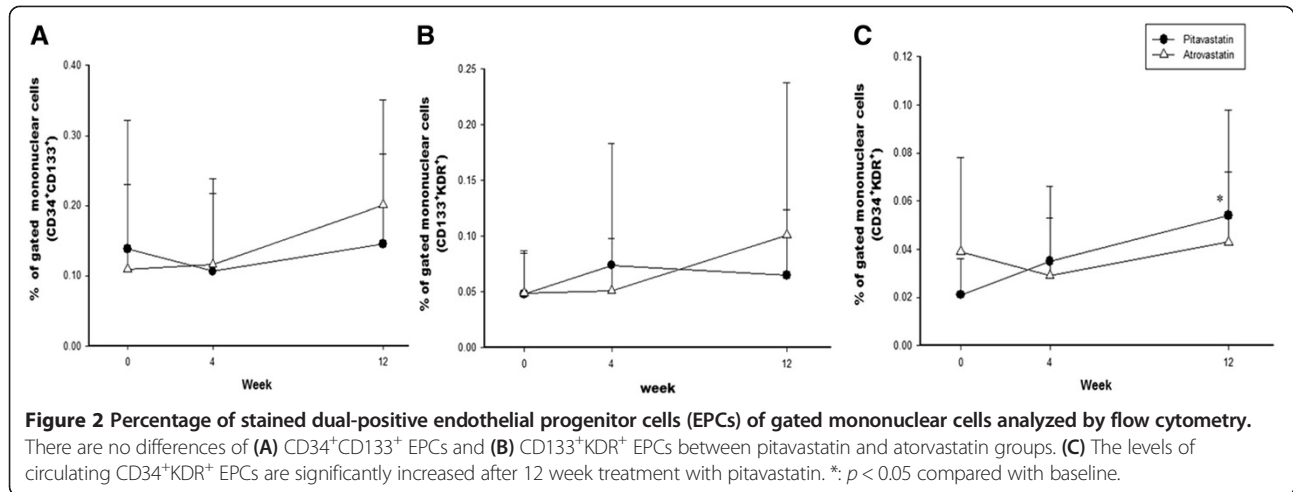 A
B
C
Pitavastatin
Atrovastatin
% of gated mononuclear cells
(CD34⁺CD133⁺)
0.40
0.30
0.20
0.10
0.00
0
4
12
Week
% of gated mononuclear cells
(CD133⁺KDR⁺)
0.25
0.20
0.15
0.10
0.05
0.00
0
4
12
week
% of gated mononuclear cells
(CD34⁺KDR⁺)
0.12
0.10
0.08
0.06
0.04
0.02
0.00
*
0
4
12
Week
Figure 2 Percentage of stained dual-positive endothelial progenitor cells (EPCs) of gated mononuclear cells analyzed by flow cytometry.
There are no differences of (A) CD34⁺CD133⁺ EPCs and (B) CD133⁺KDR⁺ EPCs between pitavastatin and atorvastatin groups. (C) The levels of
circulating CD34⁺KDR⁺ EPCs are significantly increased after 12 week treatment with pitavastatin. *: p < 0.05 compared with baseline.